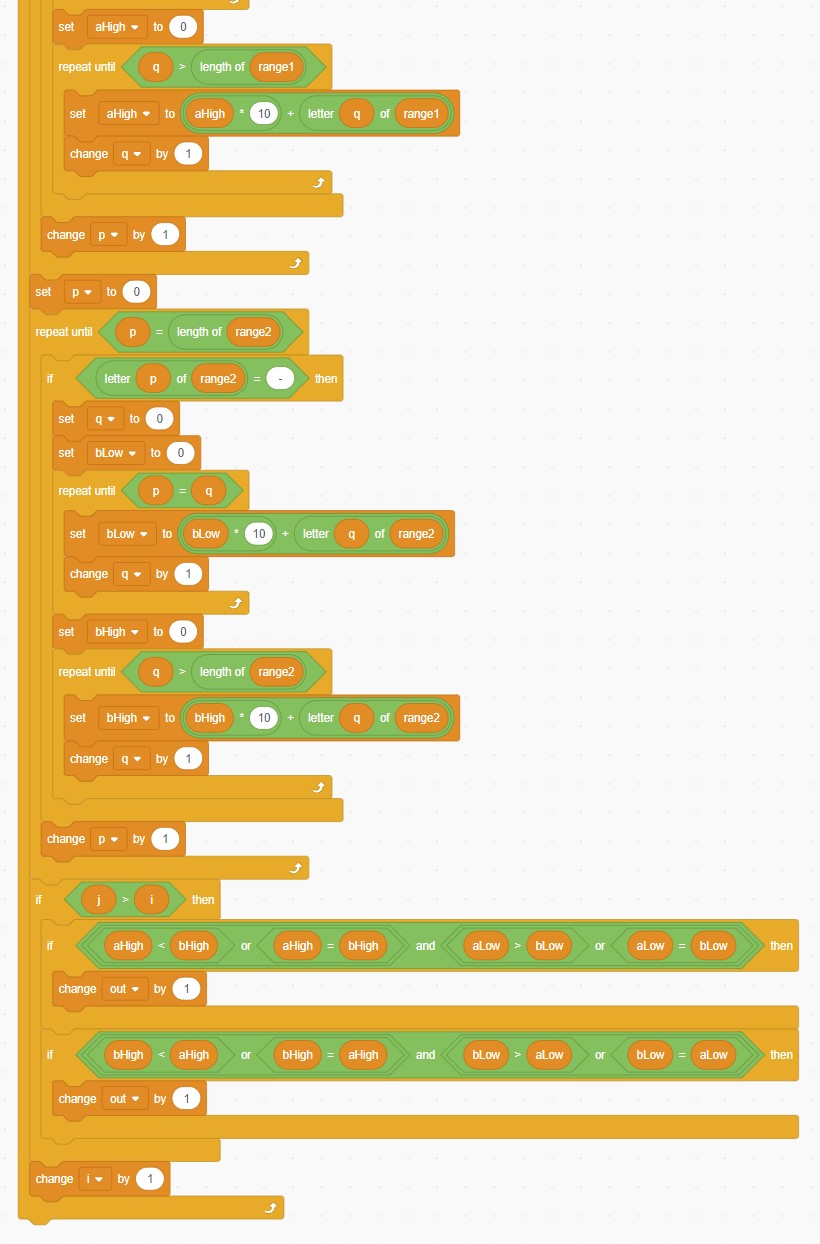 set aHigh to 0
repeat until q > length of range1
set aHigh to aHigh * 10 + letter q of range1
change q by 1
change p by 1
set p to 0
repeat until p = length of range2
if letter p of range2 = - then
set q to 0
set bLow to 0
repeat until p = q
set bLow to bLow * 10 + letter q of range2
change q by 1
set bHigh to 0
repeat until q > length of range2
set bHigh to bHigh * 10 + letter q of range2
change q by 1
change p by 1
if j > i then
if aHigh < bHigh or aHigh = bHigh and aLow > bLow or aLow = bLow then
change out by 1
if bHigh < aHigh or bHigh = aHigh and bLow > aLow or bLow = aLow then
change out by 1
change i by 1